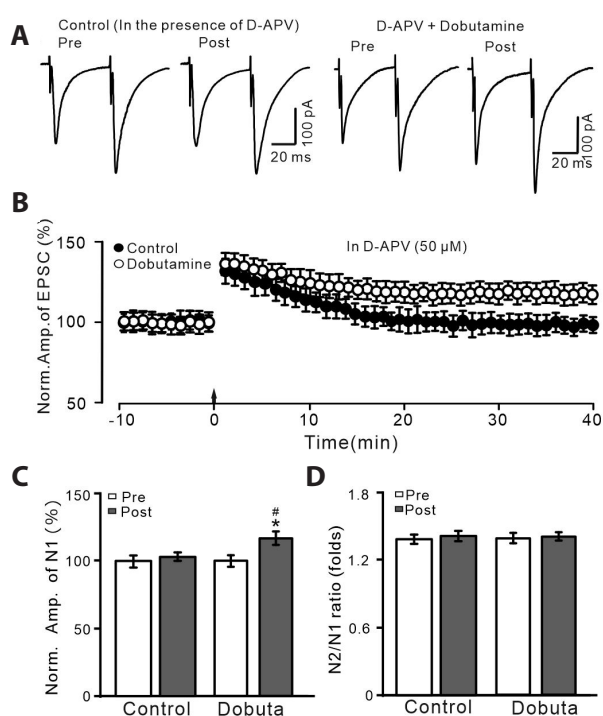 A
Control (In the presence of D-APV)
D-APV + Dobutamine
Pre
Post
Pre
Post
100 pA
20 ms
100 pA
20 ms
B
Norm.Amp.of EPSC (%)
150
100
50
Control
Dobutamine
In D-APV (50 μM)
-10
0
10
20
30
40
Time(min)
C
Norm. Amp. of N1 (%)
150
100
50
0
Pre
Post
#
*
Control
Dobuta
D
N2/N1 ratio (folds)
1.8
1.2
0.6
0
Pre
Post
Control
Dobuta